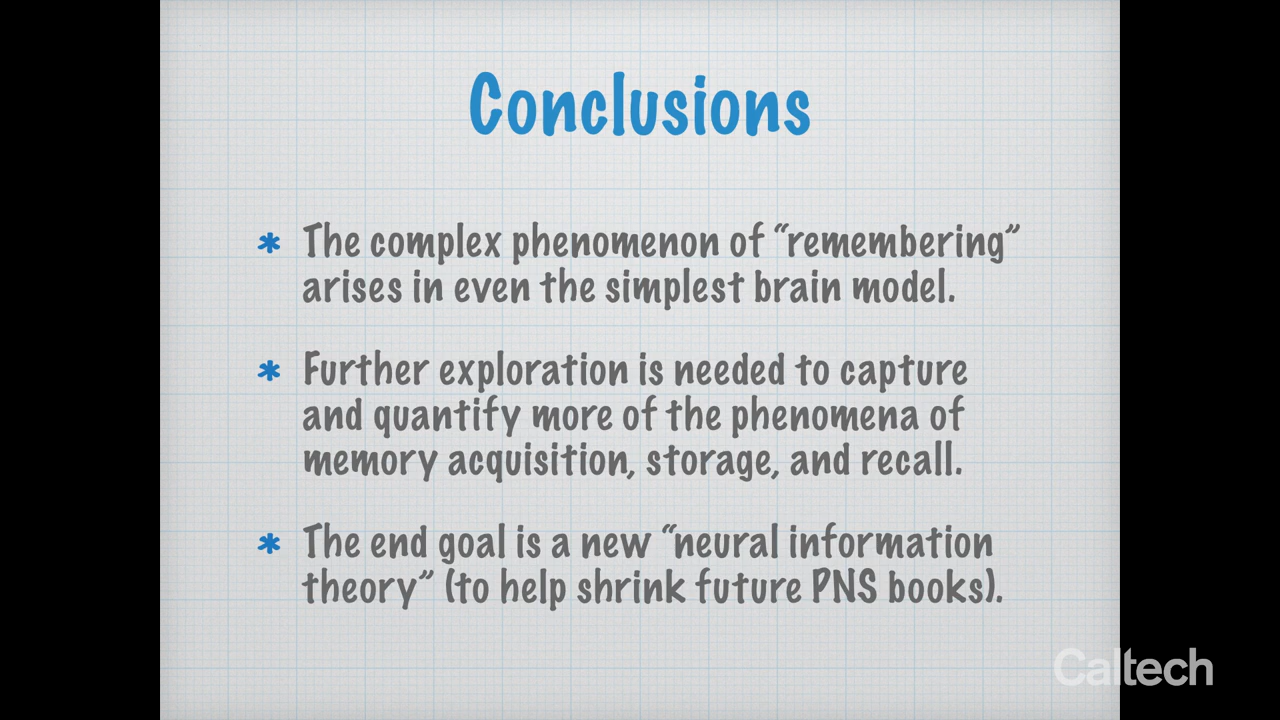 Conclusions
* The complex phenomenon of “remembering”
arises in even the simplest brain model.
* Further exploration is needed to capture
and quantify more of the phenomena of
memory acquisition, storage, and recall.
* The end goal is a new “neural information
theory” (to help shrink future PNS books).
Caltech